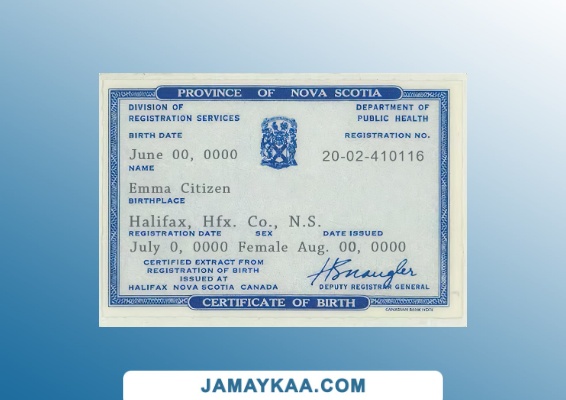 PROVINCE OF NOVA SCOTIA
DIVISION OF
REGISTRATION SERVICES
DEPARTMENT OF
PUBLIC HEALTH
BIRTH DATE
REGISTRATION NO.
June 00, 0000
20-02-410116
NAME
Emma Citizen
BIRTHPLACE
Halifax, Hfx. Co., N.S.
REGISTRATION DATE SEX DATE ISSUED
July 0, 0000 Female Aug. 00, 0000
CERTIFIED EXTRACT FROM
REGISTRATION OF BIRTH
ISSUED AT
HALIFAX NOVA SCOTIA CANADA
DEPUTY REGISTRAR GENERAL
CERTIFICATE OF BIRTH
CANADIAN BANK NOTE
JAMAYKAA.COM